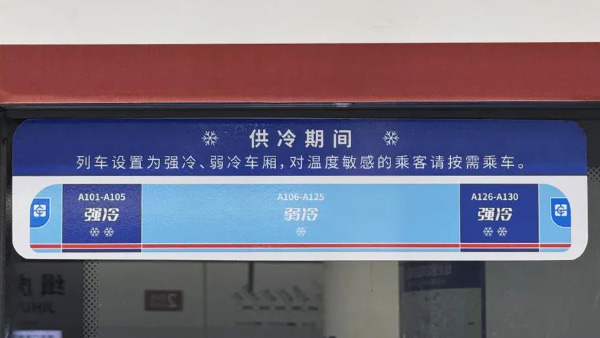 供冷期间
列车设置为强冷、弱冷车厢,对温度敏感的乘客请按需乘车。
A101-A105
强冷
A106-A125
弱冷
A126-A130
强冷